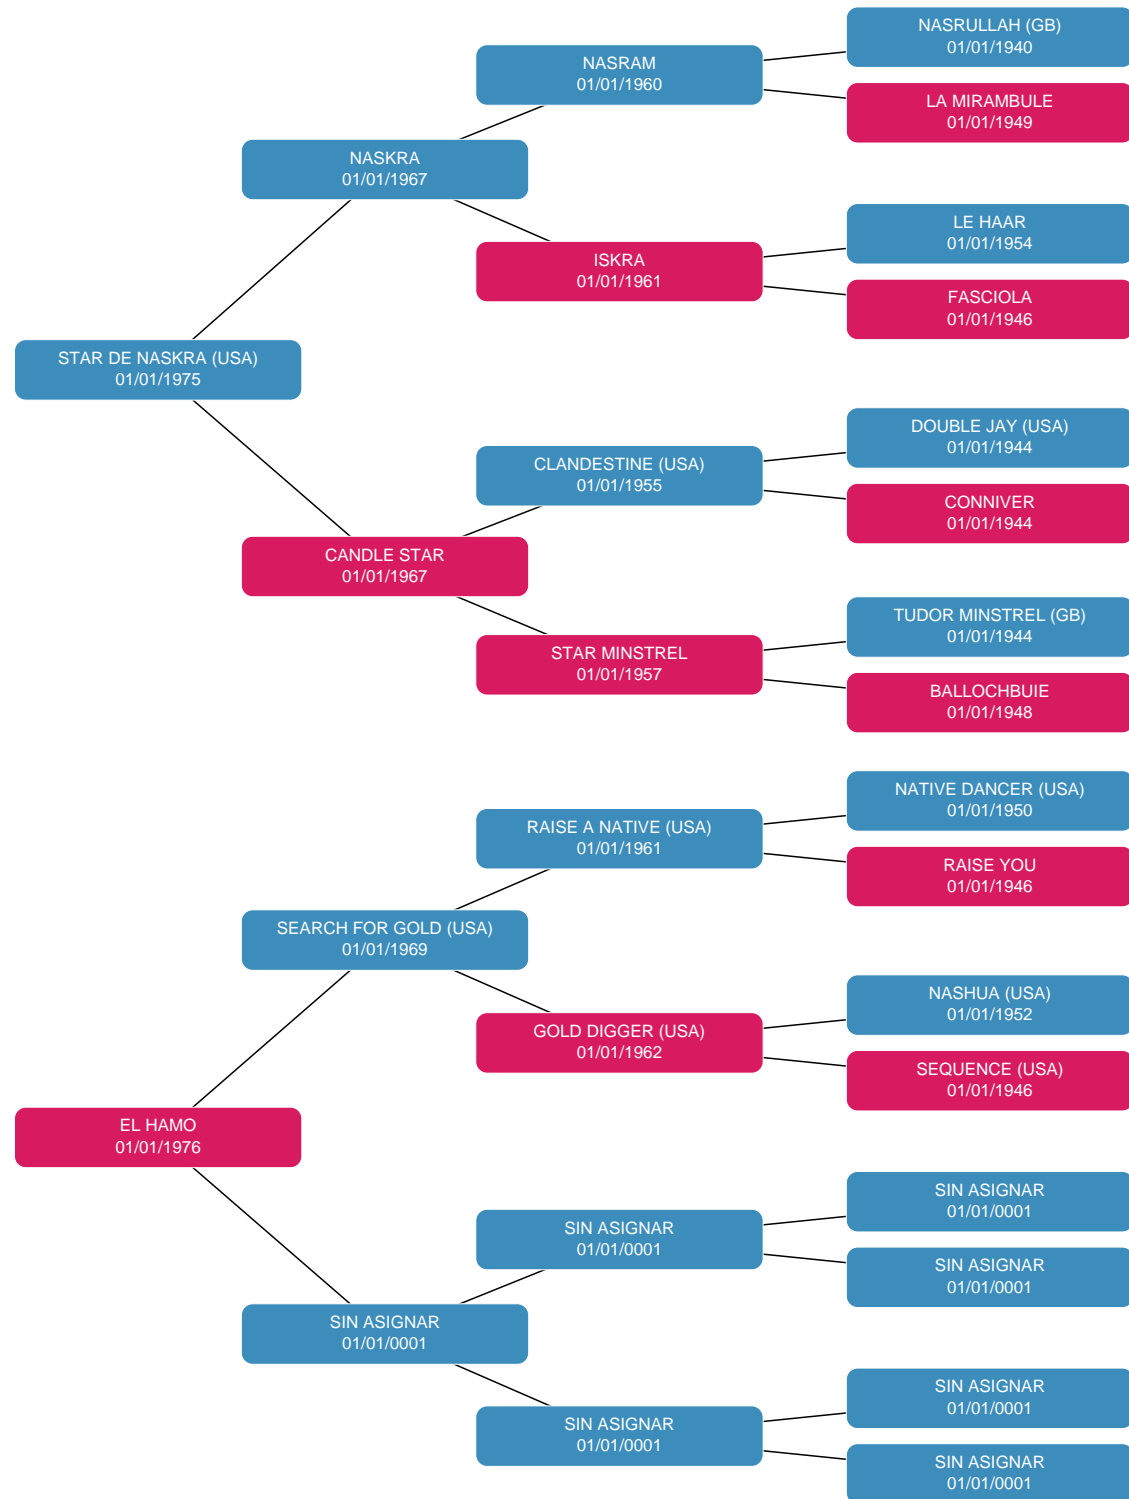 NASRULLAH (GB)
01/01/1940
NASRAM
01/01/1960
LA MIRAMBULE
01/01/1949
NASKRA
01/01/1967
LE HAAR
01/01/1954
ISKRA
01/01/1961
FASCIOLA
01/01/1946
STAR DE NASKRA (USA)
01/01/1975
DOUBLE JAY (USA)
01/01/1944
CLANDESTINE (USA)
01/01/1955
CONNIVER
01/01/1944
CANDLE STAR
01/01/1967
TUDOR MINSTREL (GB)
01/01/1944
STAR MINSTREL
01/01/1957
BALLOCHBUIE
01/01/1948
NATIVE DANCER (USA)
01/01/1950
RAISE A NATIVE (USA)
01/01/1961
RAISE YOU
01/01/1946
SEARCH FOR GOLD (USA)
01/01/1969
NASHUA (USA)
01/01/1952
GOLD DIGGER (USA)
01/01/1962
SEQUENCE (USA)
01/01/1946
EL HAMO
01/01/1976
SIN ASIGNAR
01/01/0001
SIN ASIGNAR
01/01/0001
SIN ASIGNAR
01/01/0001
SIN ASIGNAR
01/01/0001
SIN ASIGNAR
01/01/0001
SIN ASIGNAR
01/01/0001
SIN ASIGNAR
01/01/0001